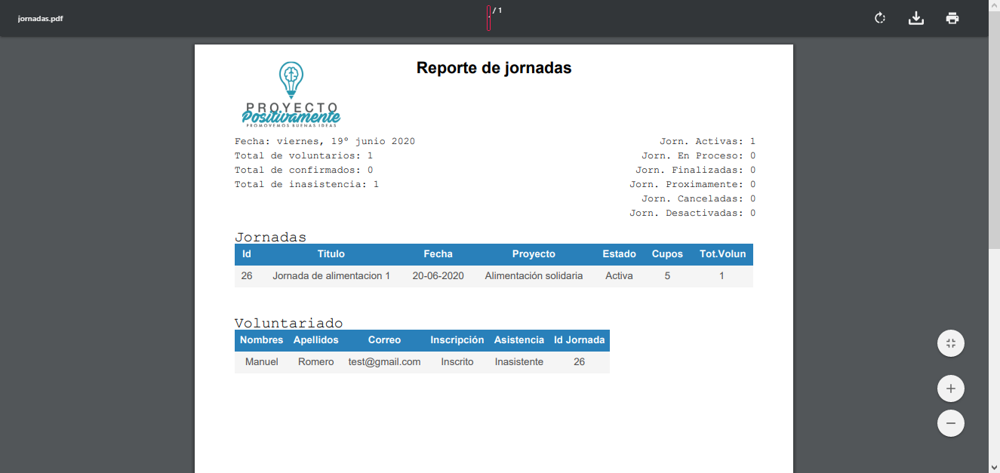 jornadas.pdf
/ 1
Reporte de jornadas
PROYECTO
Positivamente
PROMOVEMOS BUENAS IDEAS
Fecha: viernes, 19º junio 2020
Total de voluntarios: 1
Total de confirmados: 0
Total de inasistencia: 1
Jorn. Activas: 1
Jorn. En Proceso: 0
Jorn. Finalizadas: 0
Jorn. Proximamente: 0
Jorn. Canceladas: 0
Jorn. Desactivadas: 0
Jornadas
Id Titulo Fecha Proyecto Estado Cupos Tot.Volun
26 Jornada de alimentacion 1 20-06-2020 Alimentación solidaria Activa 5 1
Voluntariado
Nombres Apellidos Correo Inscripción Asistencia Id Jornada
Manuel Romero test@gmail.com Inscrito Inasistente 26